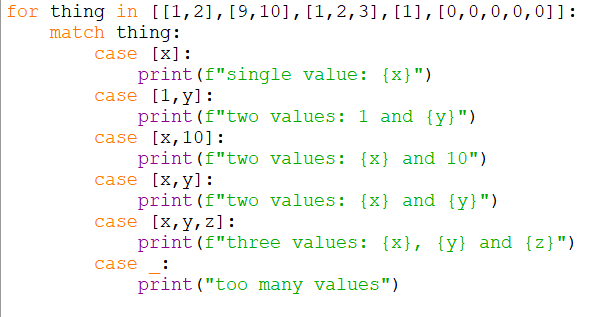 for thing in [[1,2],[9,10],[1,2,3],[1],[0,0,0,0,0]]:
    match thing:
        case [x]:
            print(f"single value: {x}")
        case [1,y]:
            print(f"two values: 1 and {y}")
        case [x,10]:
            print(f"two values: {x} and 10")
        case [x,y]:
            print(f"two values: {x} and {y}")
        case [x,y,z]:
            print(f"three values: {x}, {y} and {z}")
        case _:
            print("too many values")